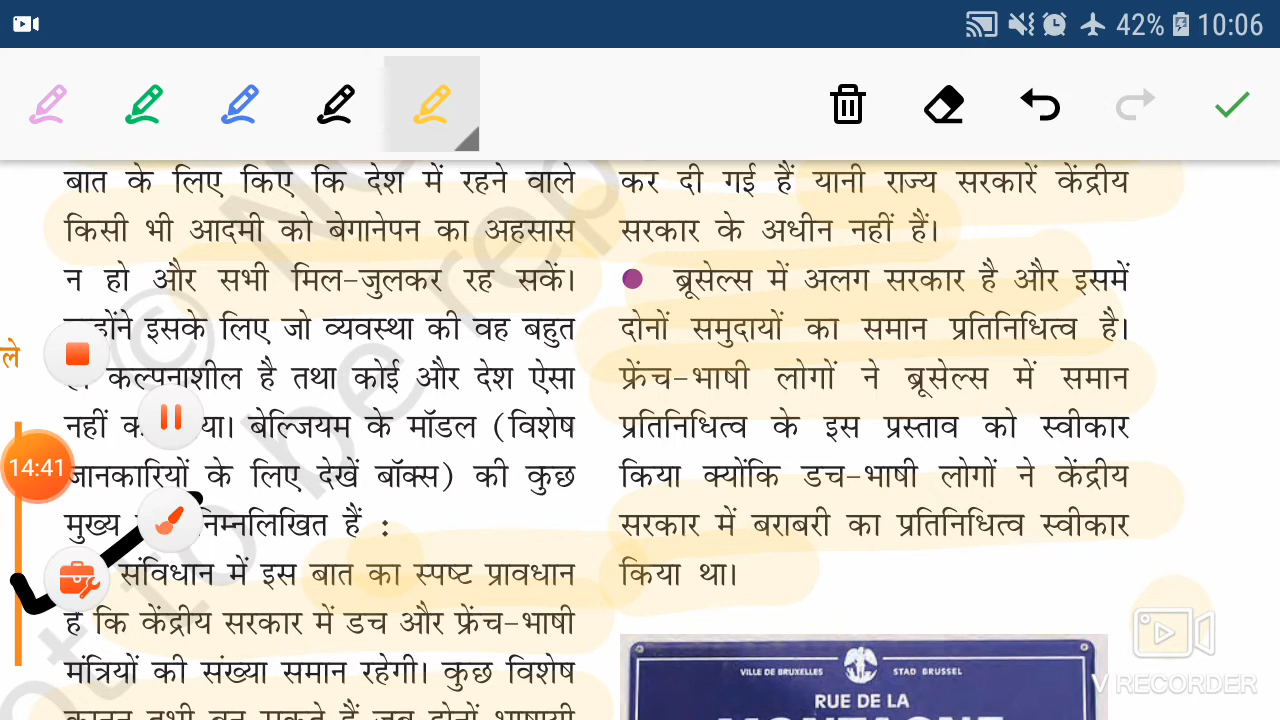 42% 10:06
बात के लिए किए कि देश में रहने वाले
किसी भी आदमी को बेगानेपन का अहसास
न हो और सभी मिल-जुलकर रह सकें।
इसके लिए जो व्यवस्था की वह बहुत
कल्पनाशील है तथा कोई और देश ऐसा
नहीं
बेल्जियम के मॉडल (विशेष
जानकारियों के लिए देखें बॉक्स) की कुछ
मुख्य
निम्नलिखित हैं :
संविधान में इस बात का स्पष्ट प्रावधान
है कि केंद्रीय सरकार में डच और फ्रेंच-भाषी
मंत्रियों की संख्या समान रहेगी। कुछ विशेष
कर दी गई हैं यानी राज्य सरकारें केंद्रीय
सरकार के अधीन नहीं हैं।
● ब्रूसेल्स में अलग सरकार है और इसमें
दोनों समुदायों का समान प्रतिनिधित्व है।
फ्रेंच-भाषी लोगों ने ब्रूसेल्स में समान
प्रतिनिधित्व के इस प्रस्ताव को स्वीकार
किया क्योंकि डच-भाषी लोगों ने केंद्रीय
सरकार में बराबरी का प्रतिनिधित्व स्वीकार
किया था।
VILLE DE BRUXELLES STAD BRUSSEL
RUE DE LA
MONTAGNE
ले
14:41
V RECORDER